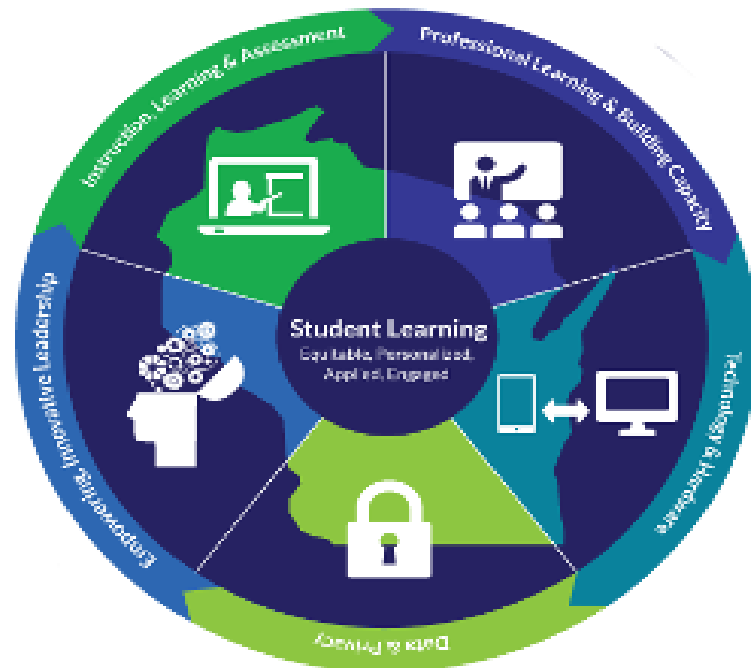 Instruction, Learning & Assessment
Professional Learning & Building Capacity
Technology & Hardware
Data & Privacy
Empowering, Innovative Leadership
Student Learning
Equitable, Personalized,
Applied, Engaged